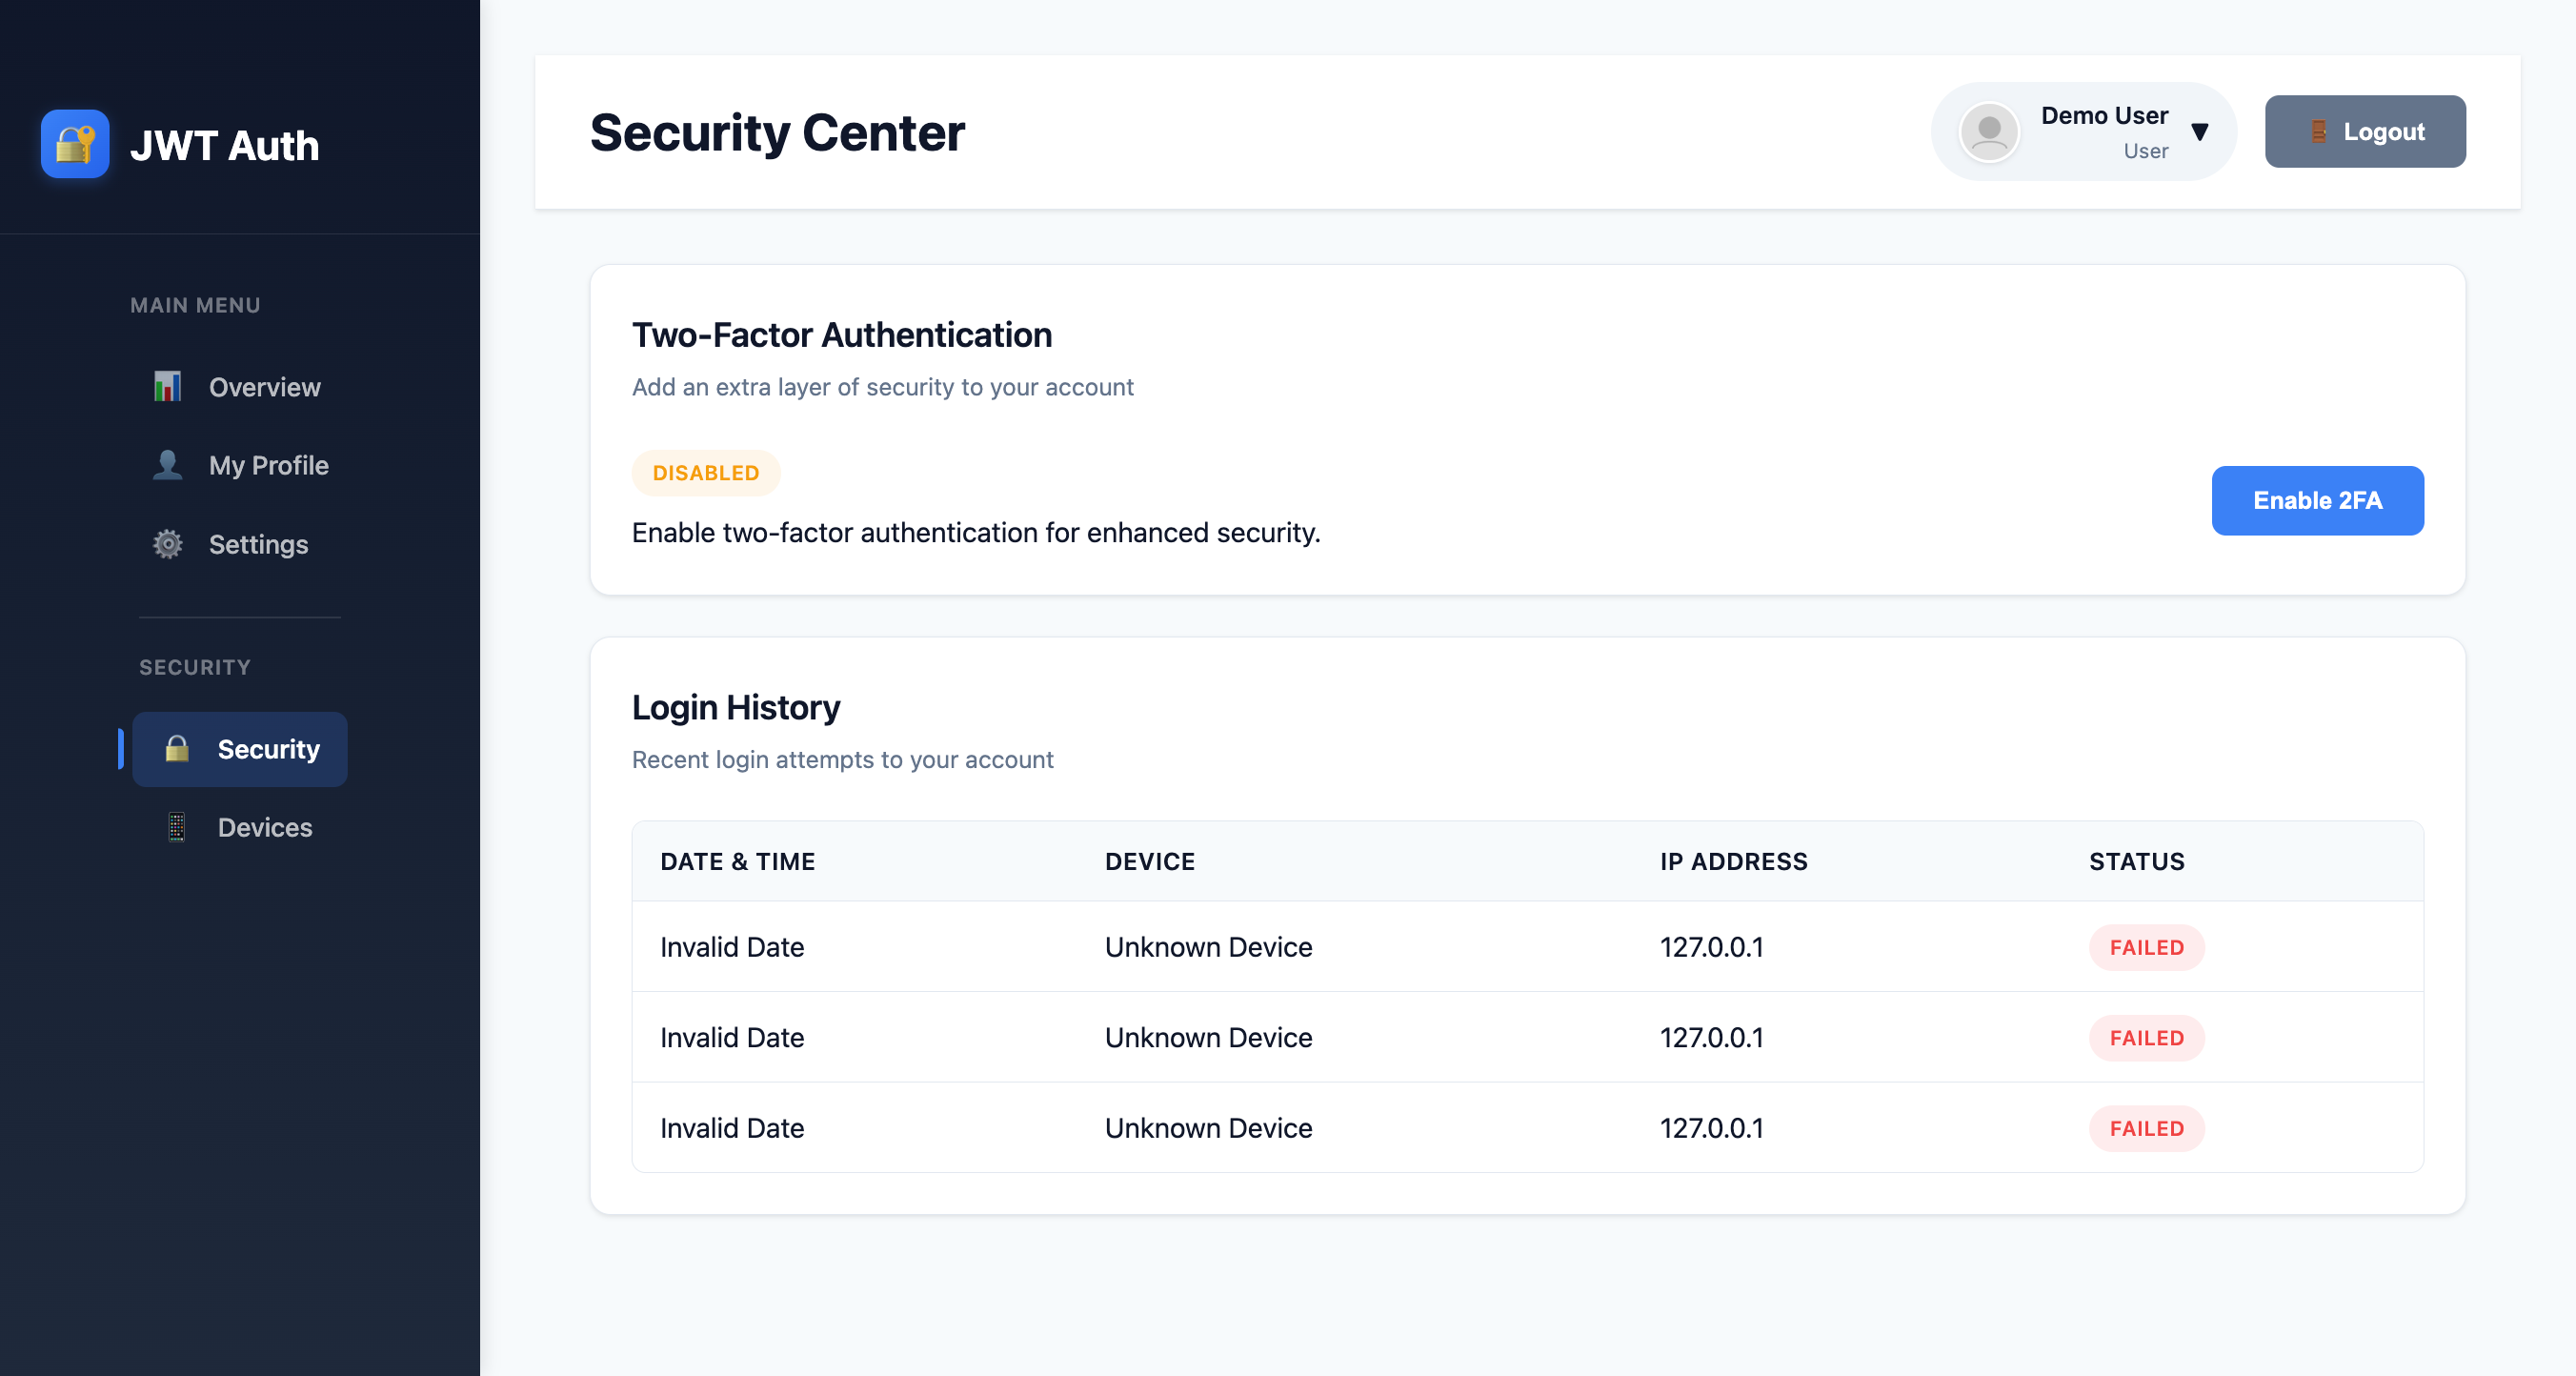 JWT Auth
MAIN MENU
Overview
My Profile
Settings
SECURITY
Security
Devices
Security Center
Demo User
User
▼
Logout
Two-Factor Authentication
Add an extra layer of security to your account
DISABLED
Enable two-factor authentication for enhanced security.
Enable 2FA
Login History
Recent login attempts to your account
DATE & TIME DEVICE IP ADDRESS STATUS
Invalid Date Unknown Device 127.0.0.1 FAILED
Invalid Date Unknown Device 127.0.0.1 FAILED
Invalid Date Unknown Device 127.0.0.1 FAILED